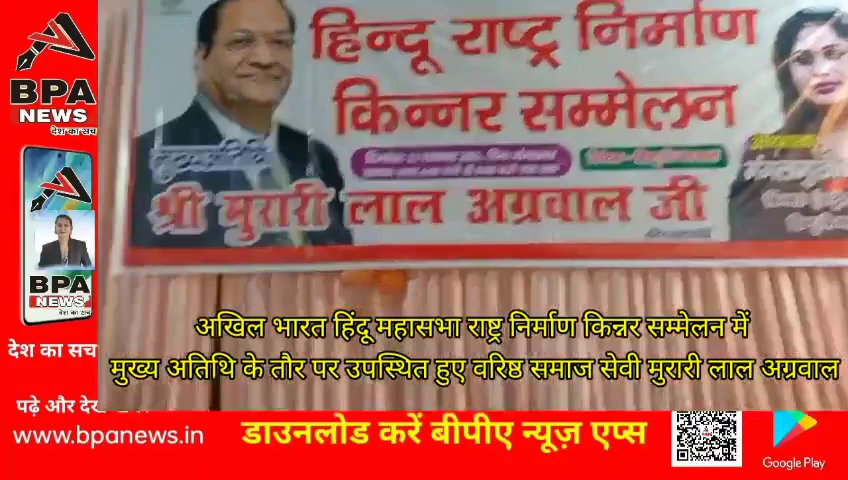 BPA
NEWS
देश का सच
हिन्दू राष्ट्र निर्माण
किन्नर सम्मेलन
मुख्य अतिथि
श्री मुरारी लाल अग्रवाल जी
BPA
NEWS
देश का सच
देश का सच
अखिल भारत हिंदू महासभा राष्ट्र निर्माण किन्नर सम्मेलन में
मुख्य अतिथि के तौर पर उपस्थित हुए वरिष्ठ समाज सेवी मुरारी लाल अग्रवाल
पढ़े और
www.bpanews.in
डाउनलोड करें बीपीए न्यूज़ एप्स
Google Play